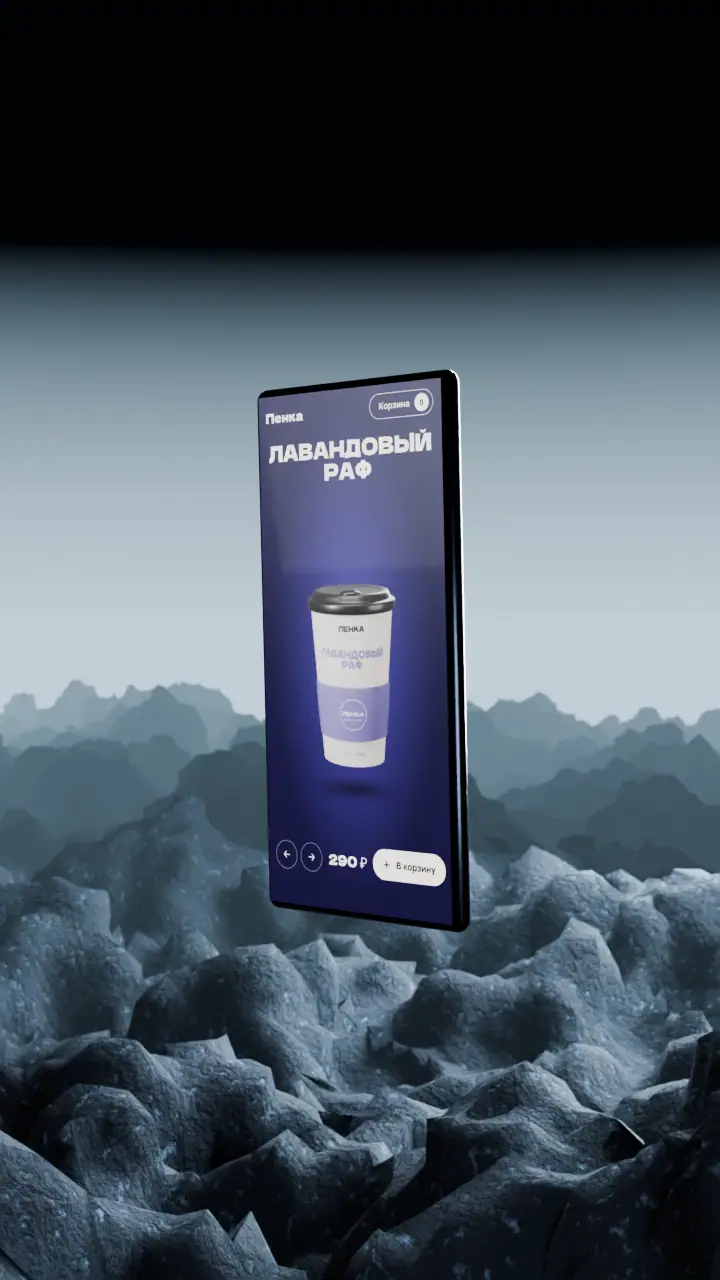 Пенка
Корзина 0
ЛАВАНДОВЫЙ
РАФ
ПЕНКА
ЛАВАНДОВЫЙ
РАФ
ПЕНКА
← → 290 ₽ + В корзину